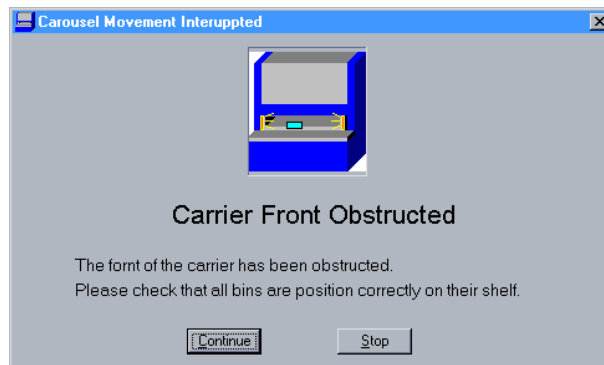 Carousel Movement Interuppted
Carrier Front Obstructed
The fornt of the carrier has been obstructed.
Please check that all bins are position correctly on their shelf.
Continue
Stop